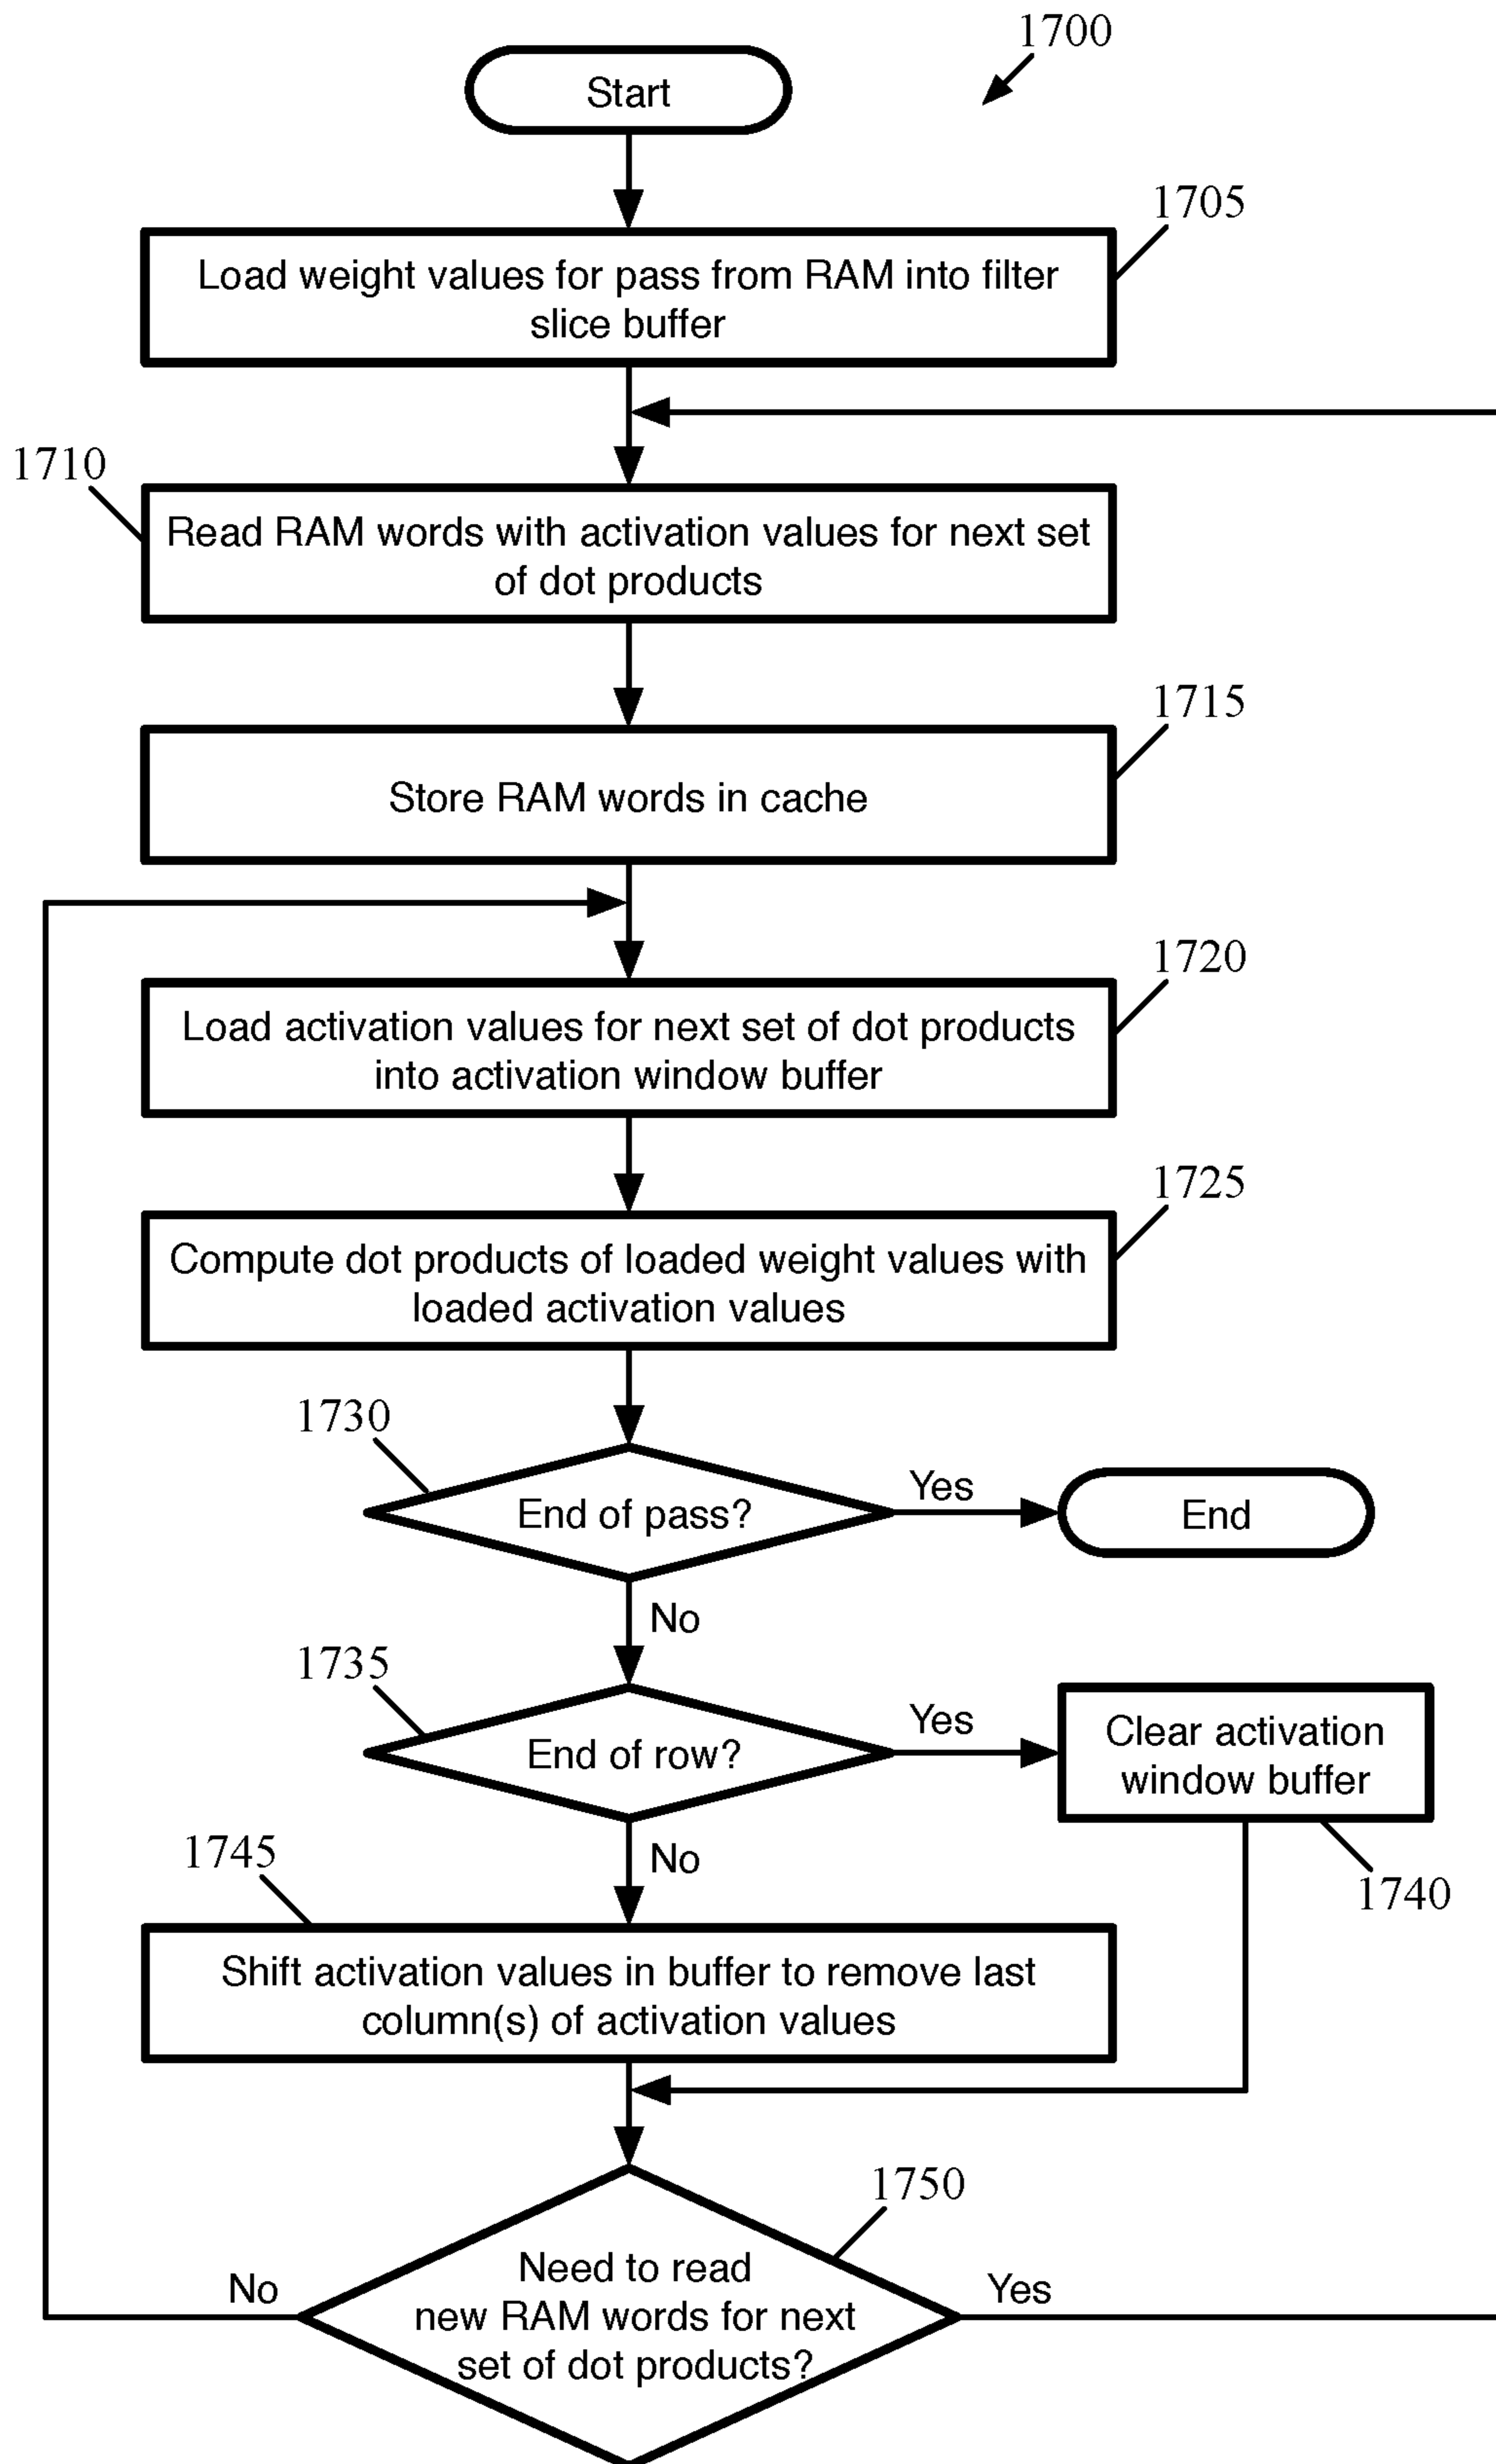 1700
Start
1705
Load weight values for pass from RAM into filter
slice buffer
1710
Read RAM words with activation values for next set
of dot products
1715
Store RAM words in cache
1720
Load activation values for next set of dot products
into activation window buffer
1725
Compute dot products of loaded weight values with
loaded activation values
1730
End of pass?
Yes
End
No
1735
End of row?
Yes
Clear activation
window buffer
1740
No
1745
Shift activation values in buffer to remove last
column(s) of activation values
1750
Need to read
new RAM words for next
set of dot products?
No
Yes